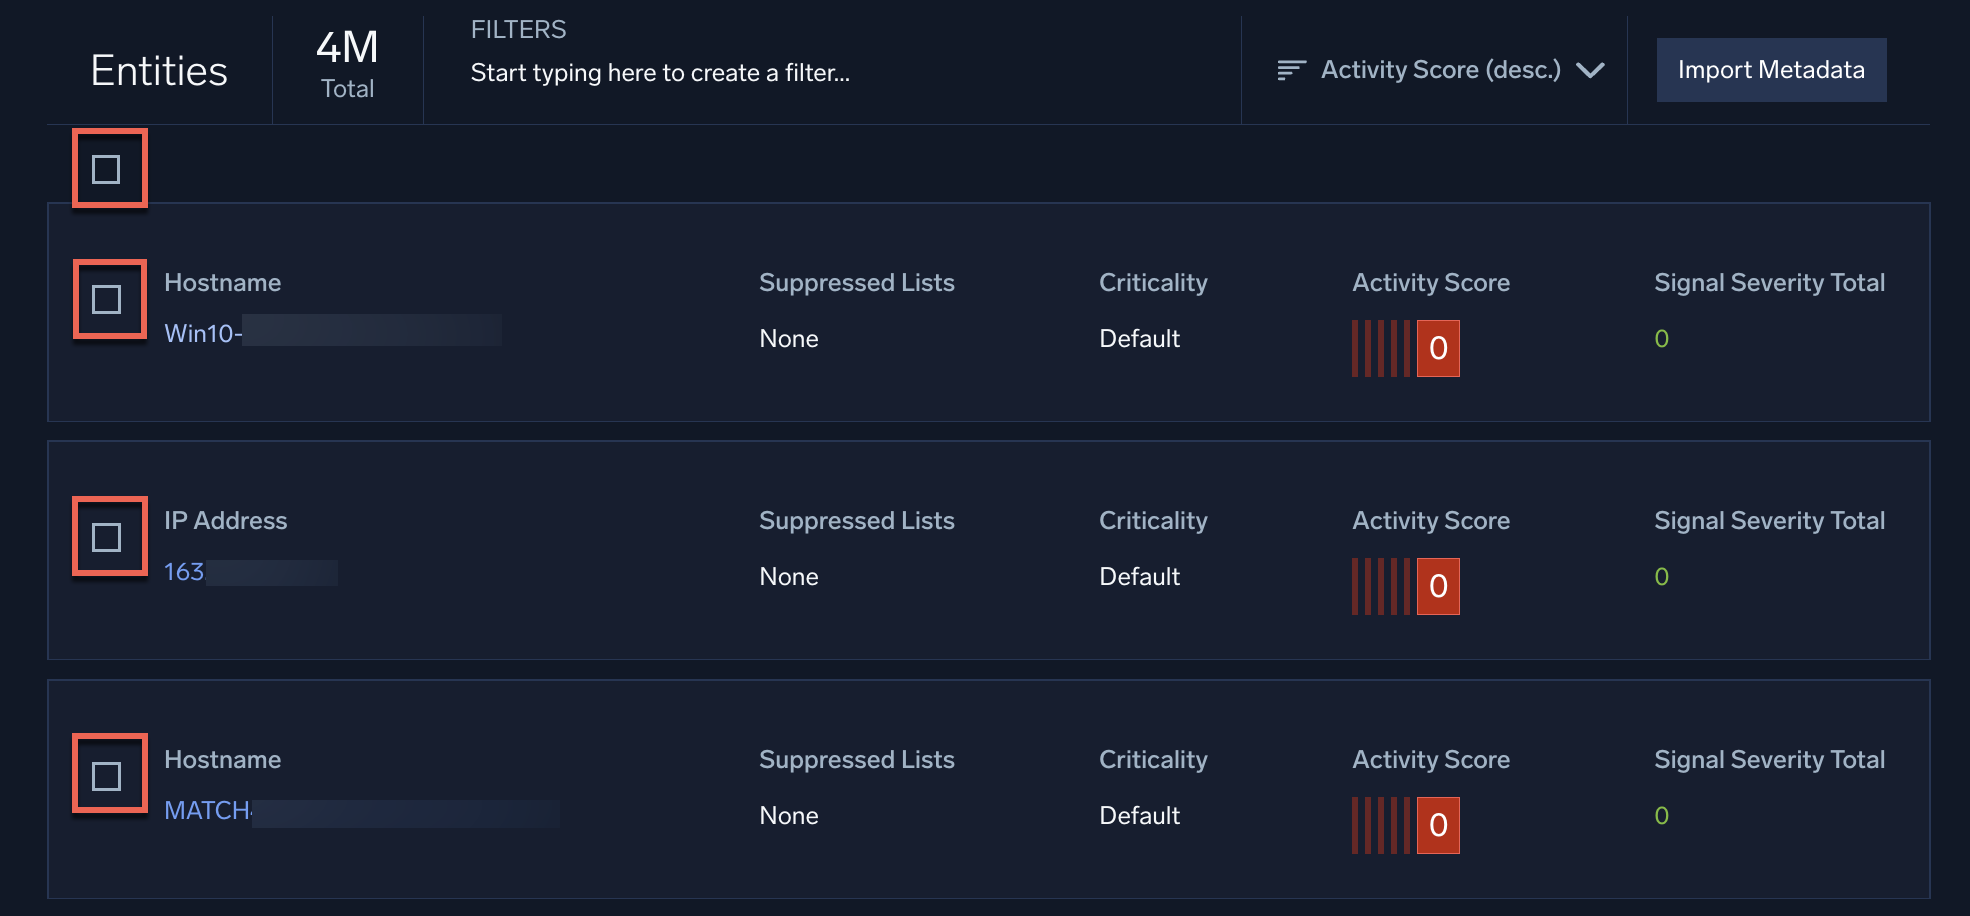 Entities
4M
Total
FILTERS
Start typing here to create a filter...
Activity Score (desc.)
Import Metadata
Hostname
Win10-
Suppressed Lists
None
Criticality
Default
Activity Score
0
Signal Severity Total
0
IP Address
163
Suppressed Lists
None
Criticality
Default
Activity Score
0
Signal Severity Total
0
Hostname
MATCH-
Suppressed Lists
None
Criticality
Default
Activity Score
0
Signal Severity Total
0